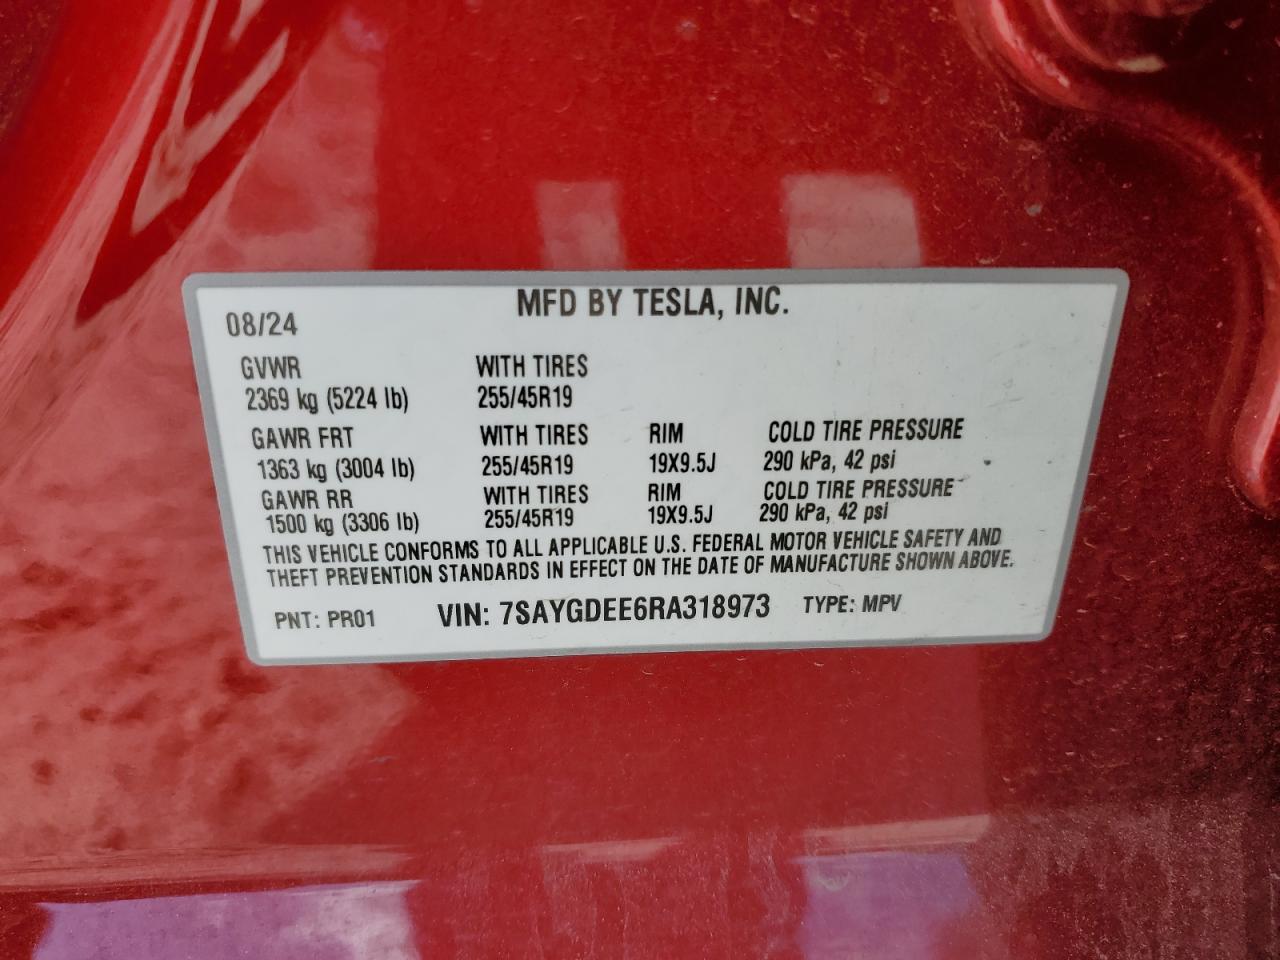 MFD BY TESLA, INC.
08/24
GVWR WITH TIRES
2369 kg (5224 lb) 255/45R19
GAWR FRT WITH TIRES RIM COLD TIRE PRESSURE
1363 kg (3004 lb) 255/45R19 19X9.5J 290 kPa, 42 psi
GAWR RR WITH TIRES RIM COLD TIRE PRESSURE
1500 kg (3306 lb) 255/45R19 19X9.5J 290 kPa, 42 psi
THIS VEHICLE CONFORMS TO ALL APPLICABLE U.S. FEDERAL MOTOR VEHICLE SAFETY AND
THEFT PREVENTION STANDARDS IN EFFECT ON THE DATE OF MANUFACTURE SHOWN ABOVE.
PNT: PR01 VIN: 7SAYGDEE6RA318973 TYPE: MPV